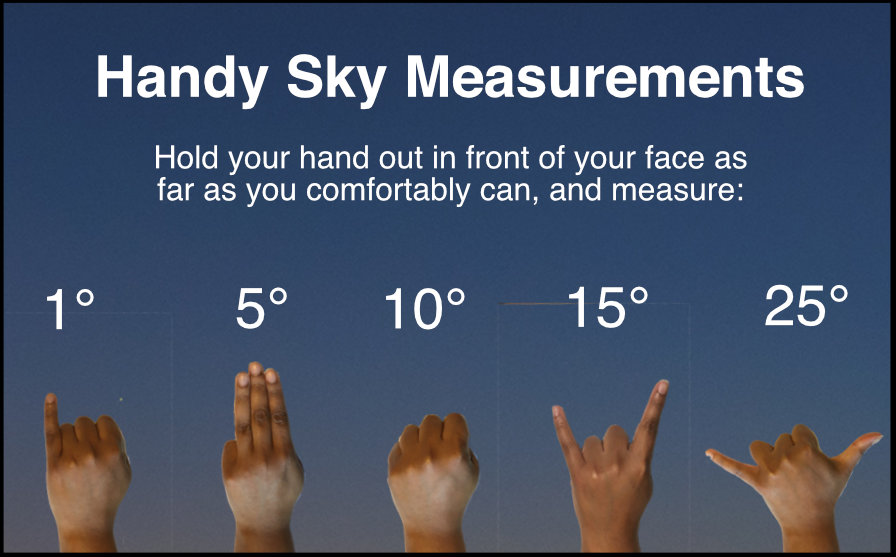 Handy Sky Measurements
Hold your hand out in front of your face as
far as you comfortably can, and measure:
1° 5° 10° 15° 25°